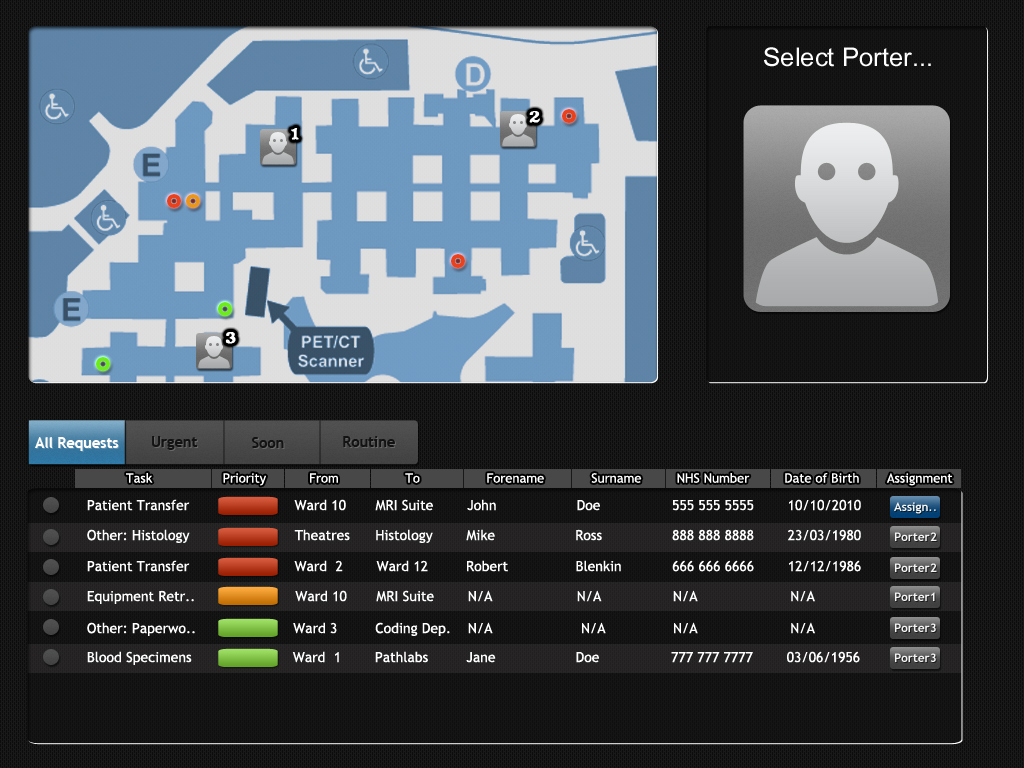 Select Porter...
D
1
2
E
E
PET/CT
Scanner
3
All Requests Urgent Soon Routine
Task Priority From To Forename Surname NHS Number Date of Birth Assignment
Patient Transfer Ward 10 MRI Suite John Doe 555 555 5555 10/10/2010 Assign..
Other: Histology Theatres Histology Mike Ross 888 888 8888 23/03/1980 Porter2
Patient Transfer Ward 2 Ward 12 Robert Blenkin 666 666 6666 12/12/1986 Porter2
Equipment Retr.. Ward 10 MRI Suite N/A N/A N/A N/A Porter1
Other: Paperwo.. Ward 3 Coding Dep. N/A N/A N/A N/A Porter3
Blood Specimens Ward 1 Pathlabs Jane Doe 777 777 7777 03/06/1956 Porter3